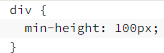 div {
  min-height: 100px;
}